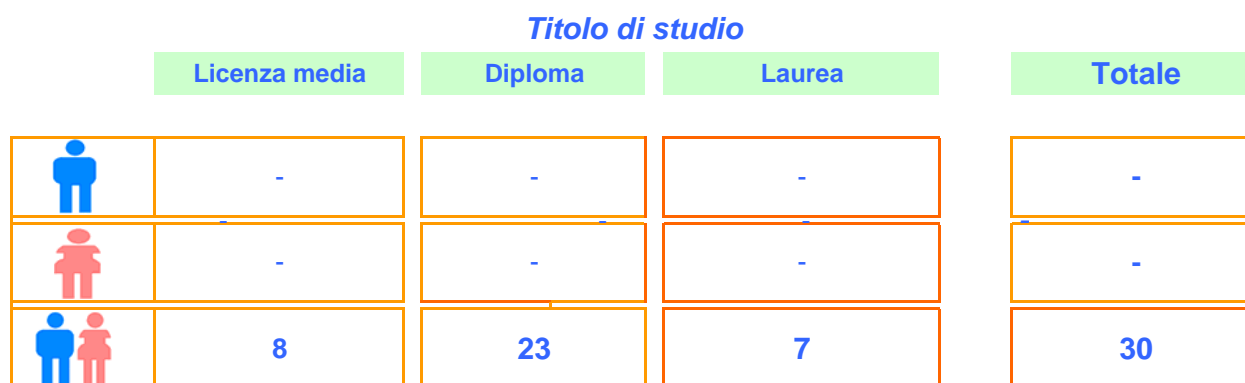 Titolo di studio
Licenza media Diploma Laurea Totale
- - - -
- - - -
- - - -
8 23 7 30